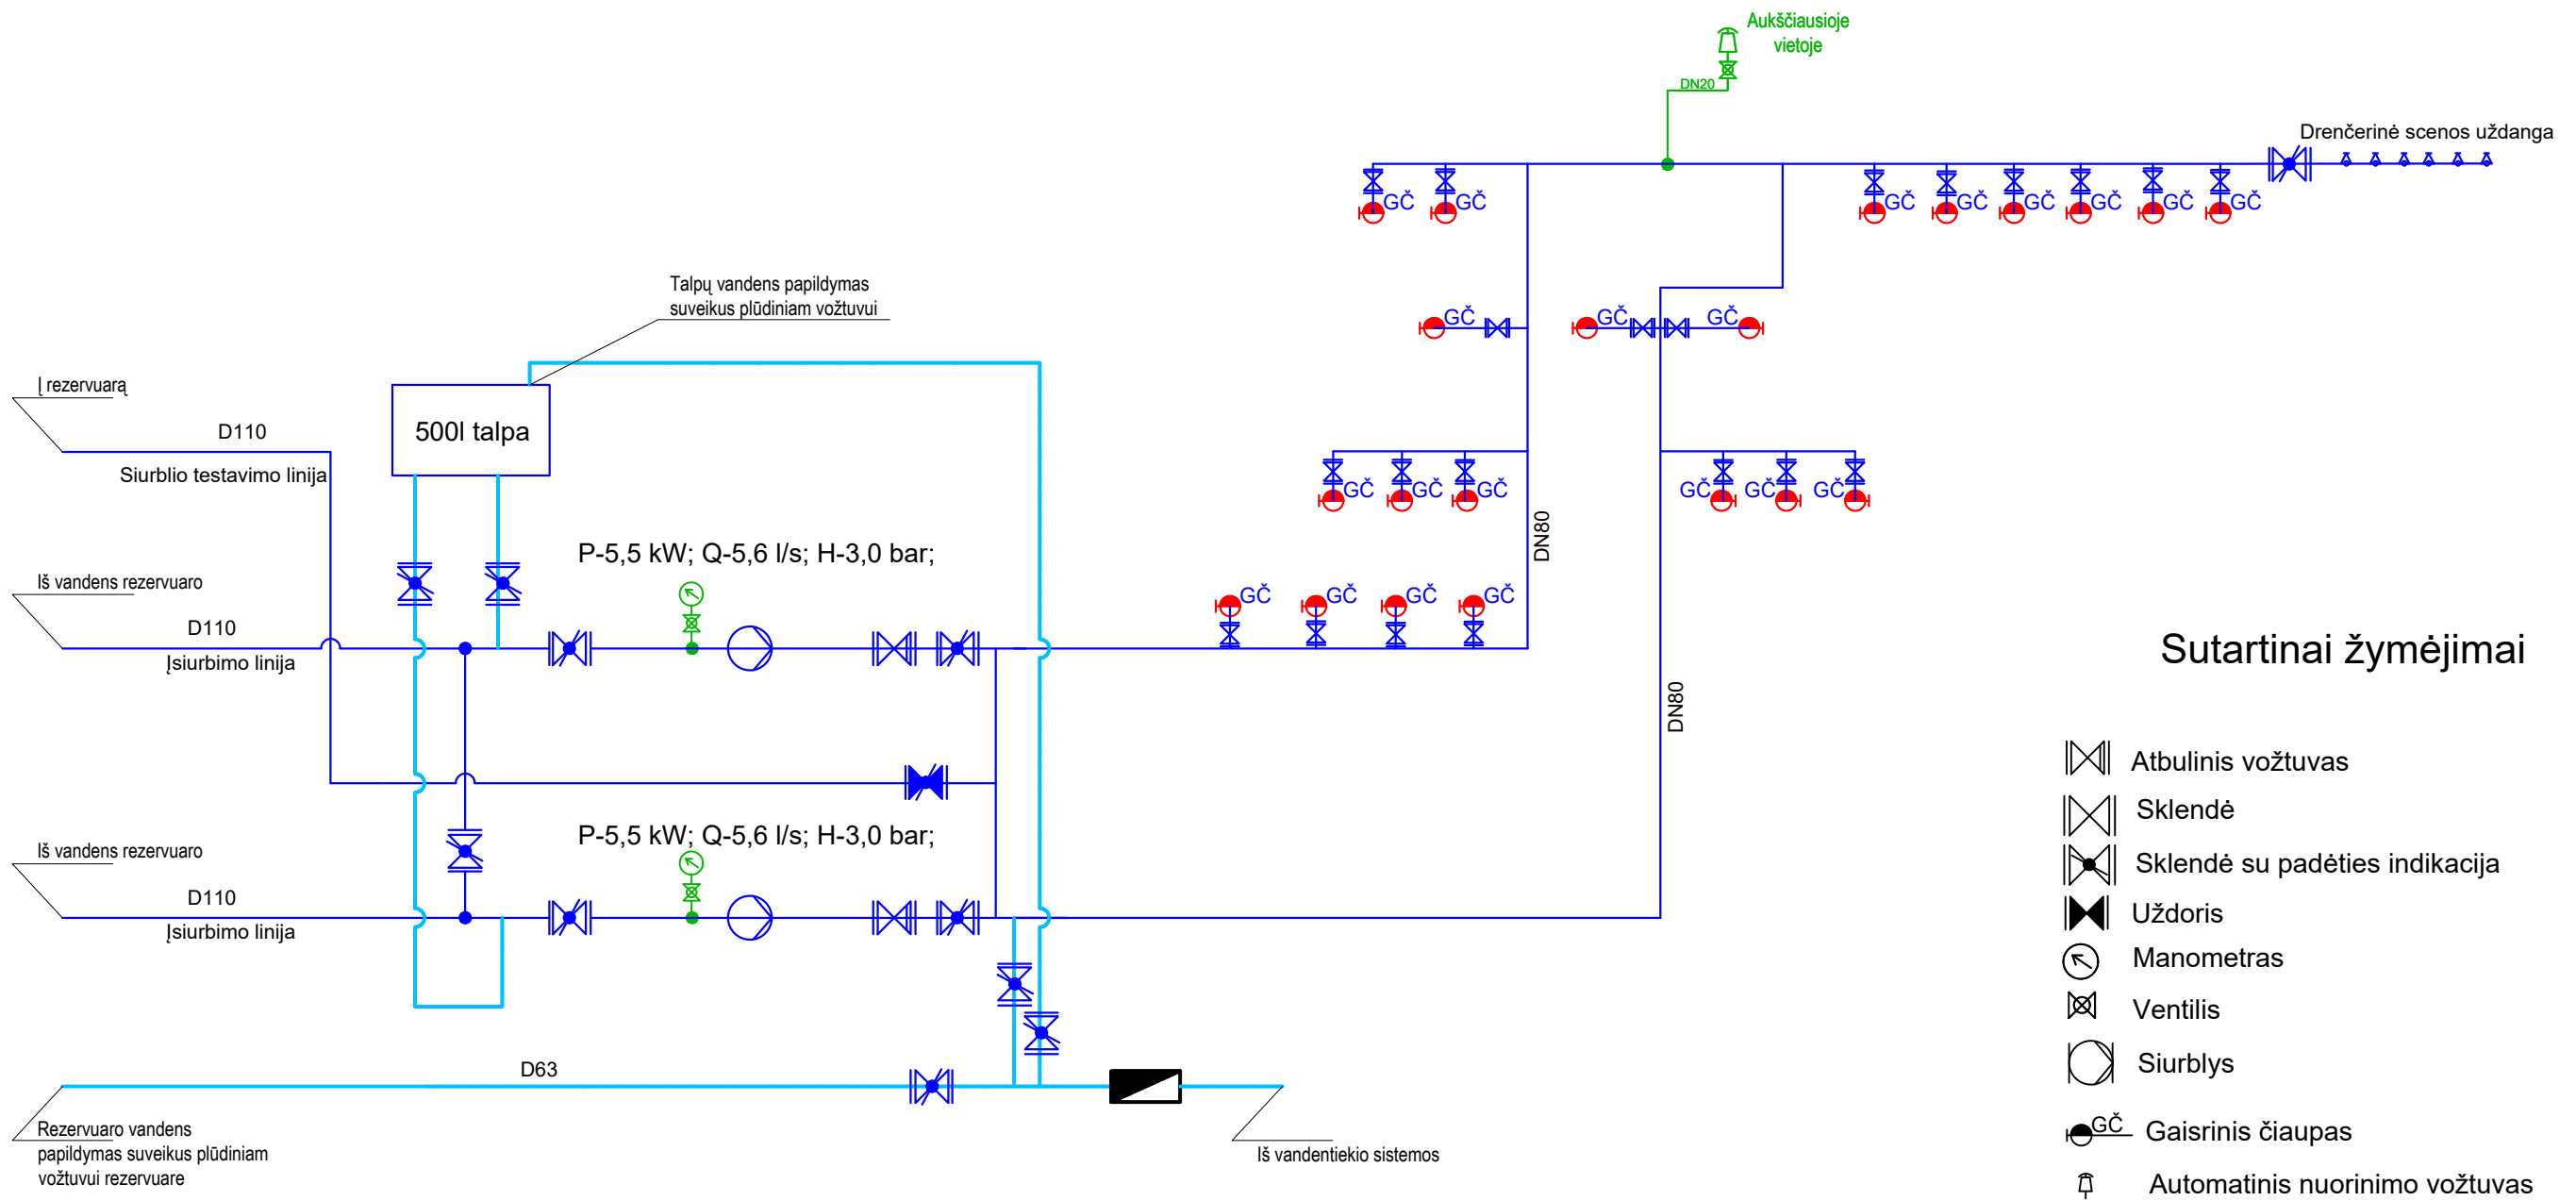 Aukščiausioje
vietoje
DN20
Drenčerinė scenos uždanga
GČ GČ GČ GČ GČ GČ GČ GČ
Talpų vandens papildymas
suveikus plūdiniam vožtuvui
GČ GČ GČ
Į rezervuarą
D110
500l talpa
Siurblio testavimo linija
GČ GČ GČ GČ GČ GČ
DN80
P-5,5 kW; Q-5,6 l/s; H-3,0 bar;
Iš vandens rezervuaro
GČ GČ GČ GČ
D110
Įsiurbimo linija
DN80
P-5,5 kW; Q-5,6 l/s; H-3,0 bar;
Iš vandens rezervuaro
D110
Įsiurbimo linija
D63
Rezervuaro vandens
papildymas suveikus plūdiniam
vožtuvui rezervuare
Iš vandentiekio sistemos
Sutartinai žymėjimai
Atbulinis vožtuvas
Sklendė
Sklendė su padėties indikacija
Uždoris
Manometras
Ventilis
Siurblys
GČ Gaisrinis čiaupas
Automatinis nuorinimo vožtuvas